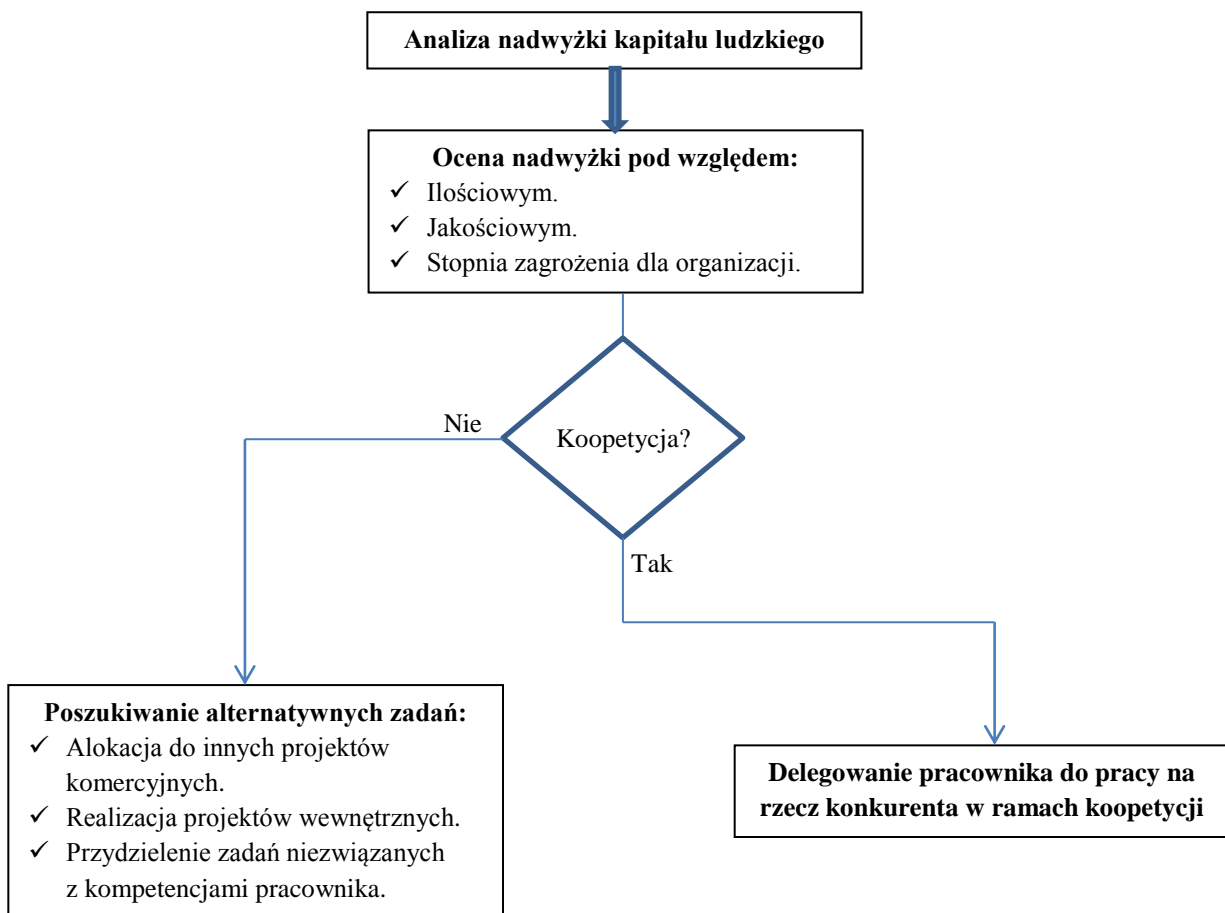 Analiza nadwyżki kapitału ludzkiego
Ocena nadwyżki pod względem:
✓ Ilościowym.
✓ Jakościowym.
✓ Stopnia zagrożenia dla organizacji.
Nie
Koopetycja?
Tak
Poszukiwanie alternatywnych zadań:
✓ Alokacja do innych projektów
komercyjnych.
✓ Realizacja projektów wewnętrznych.
✓ Przydzielenie zadań niezwiązanych
z kompetencjami pracownika.
Delegowanie pracownika do pracy na
rzecz konkurenta w ramach koopetycji